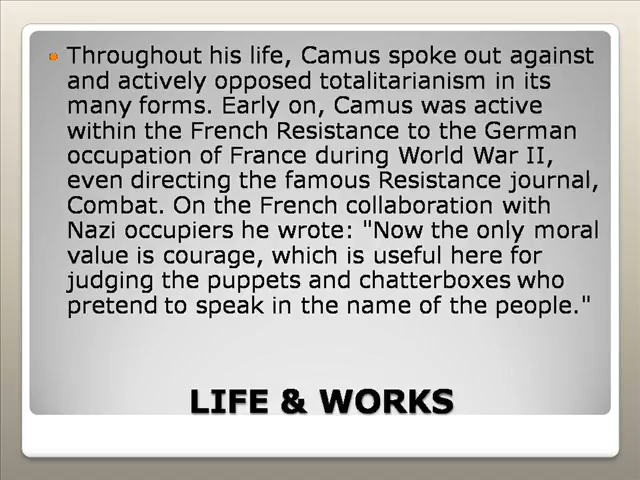 Throughout his life, Camus spoke out against
and actively opposed totalitarianism in its
many forms. Early on, Camus was active
within the French Resistance to the German
occupation of France during World War II,
even directing the famous Resistance journal,
Combat. On the French collaboration with
Nazi occupiers he wrote: "Now the only moral
value is courage, which is useful here for
judging the puppets and chatterboxes who
pretend to speak in the name of the people."
LIFE & WORKS